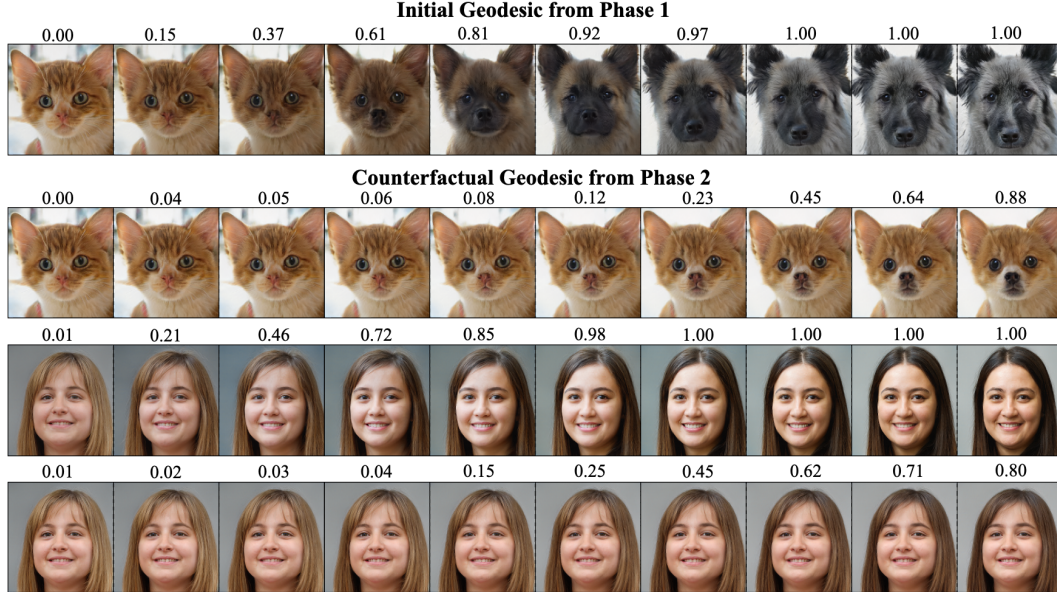 Initial Geodesic from Phase 1
0.00 0.15 0.37 0.61 0.81 0.92 0.97 1.00 1.00 1.00
Counterfactual Geodesic from Phase 2
0.00 0.04 0.05 0.06 0.08 0.12 0.23 0.45 0.64 0.88
0.01 0.21 0.46 0.72 0.85 0.98 1.00 1.00 1.00 1.00
0.01 0.02 0.03 0.04 0.15 0.25 0.45 0.62 0.71 0.80